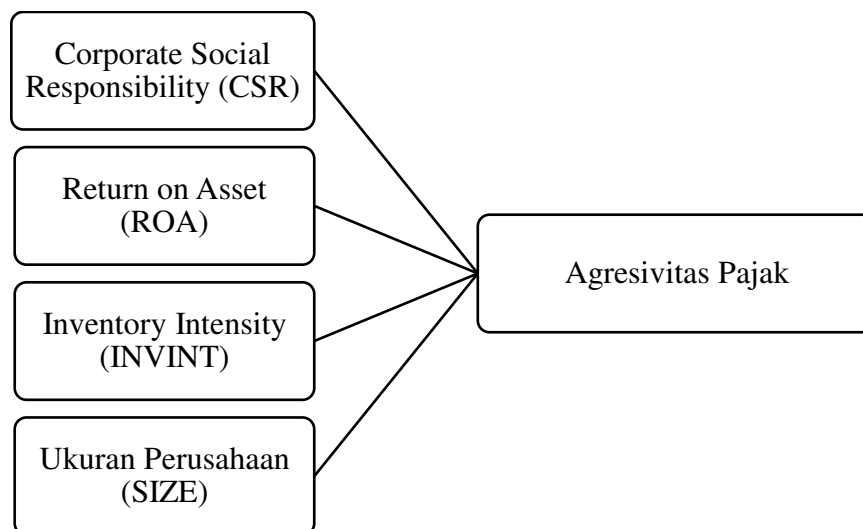 Corporate Social
Responsibility (CSR)
Return on Asset
(ROA)
Agresivitas Pajak
Inventory Intensity
(INVINT)
Ukuran Perusahaan
(SIZE)